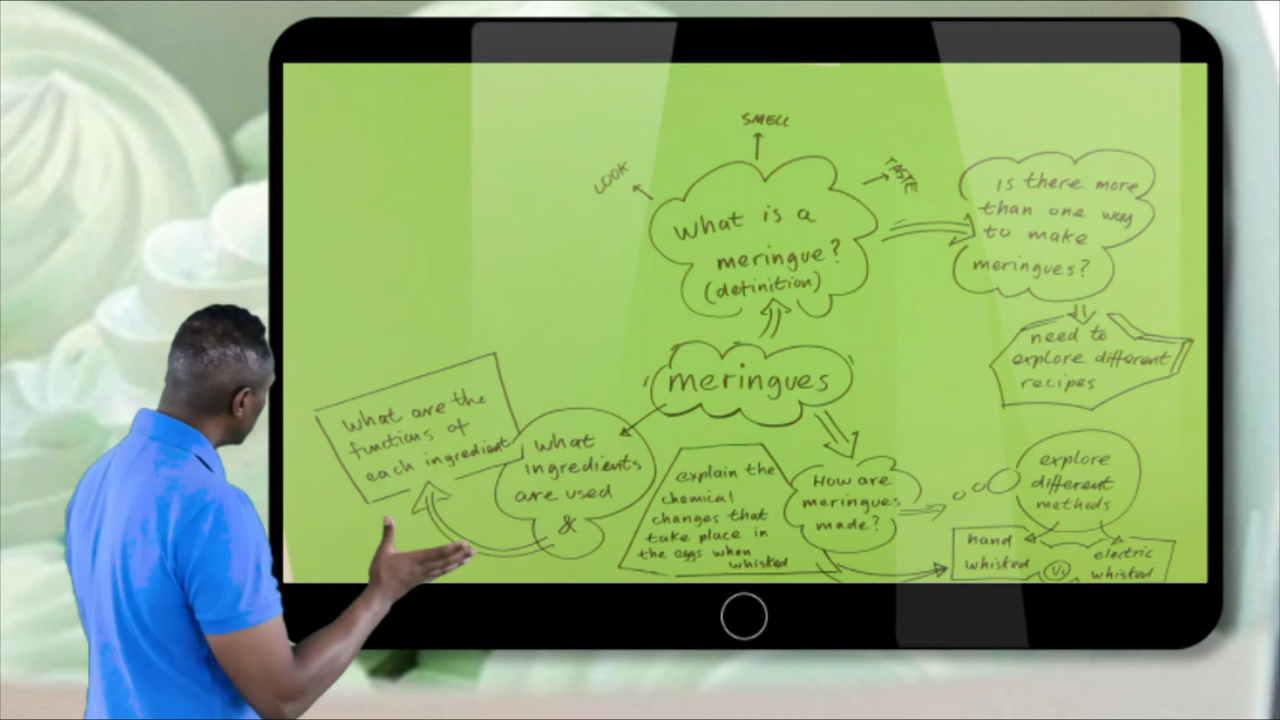 SMELL
LOOK
TASTE
What is a
meringue?
(definition)
Is there more
than one way
to make
meringues?
need to
explore different
recipes
meringues
What are the
functions of
each ingredient
What
ingredients
are used
&
explain the
chemical
changes that
take place in
the eggs when
whisked
How are
meringues
made?
explore
different
methods
hand
whisked
Vs
electric
whisked